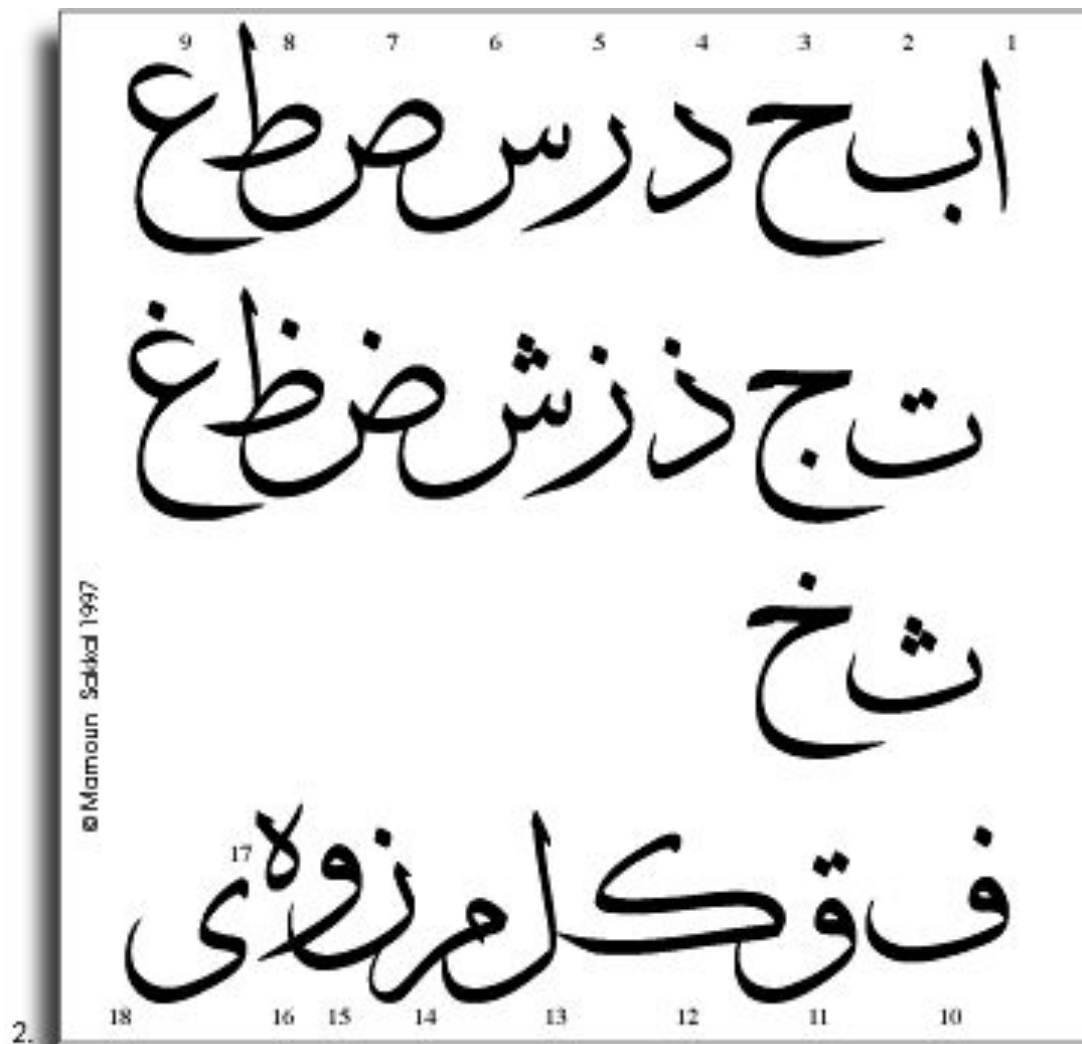 1 2 3 4 5 6 7 8 9
ا ب ح د ر س ص ط ع
ت ج ذ ز ش ض ظ غ
ث خ
ف ق ک ل م ن و ه ی
17
10 11 12 13 14 15 16 18
© Mamoun Sakkal 1997
2.